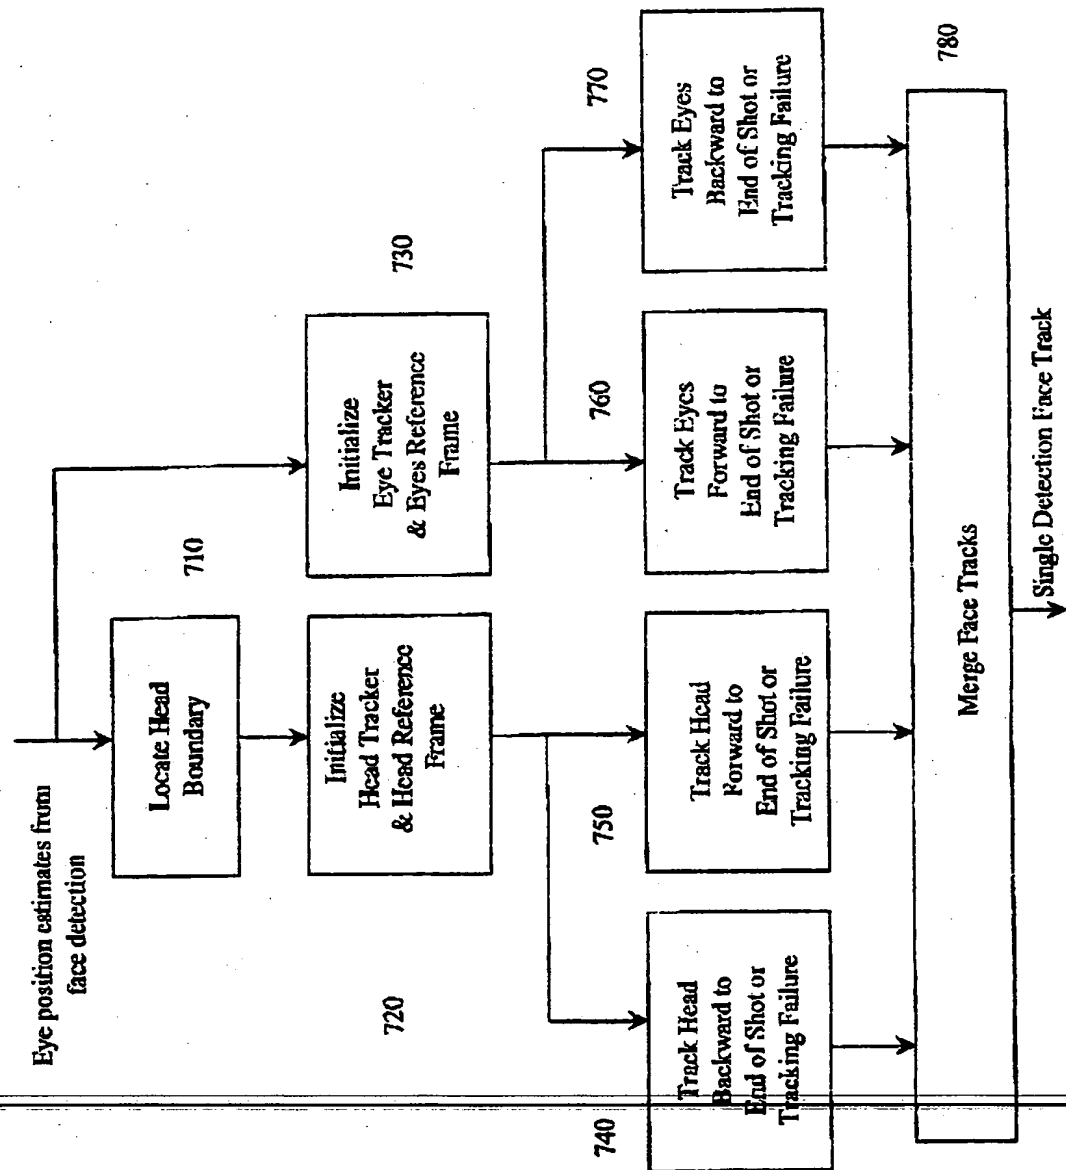 Eye position estimates from
face detection
Locate Head
Boundary
710
Initialize
Head Tracker
& Head Reference
Frame
720
Initialize
Eye Tracker
& Eyes Reference
Frame
730
Track Head
Backward to
End of Shot or
Tracking Failure
740
Track Head
Forward to
End of Shot or
Tracking Failure
750
Track Eyes
Forward to
End of Shot or
Tracking Failure
760
Track Eyes
Backward to
End of Shot or
Tracking Failure
770
Merge Face Tracks
780
Single Detection Face Track